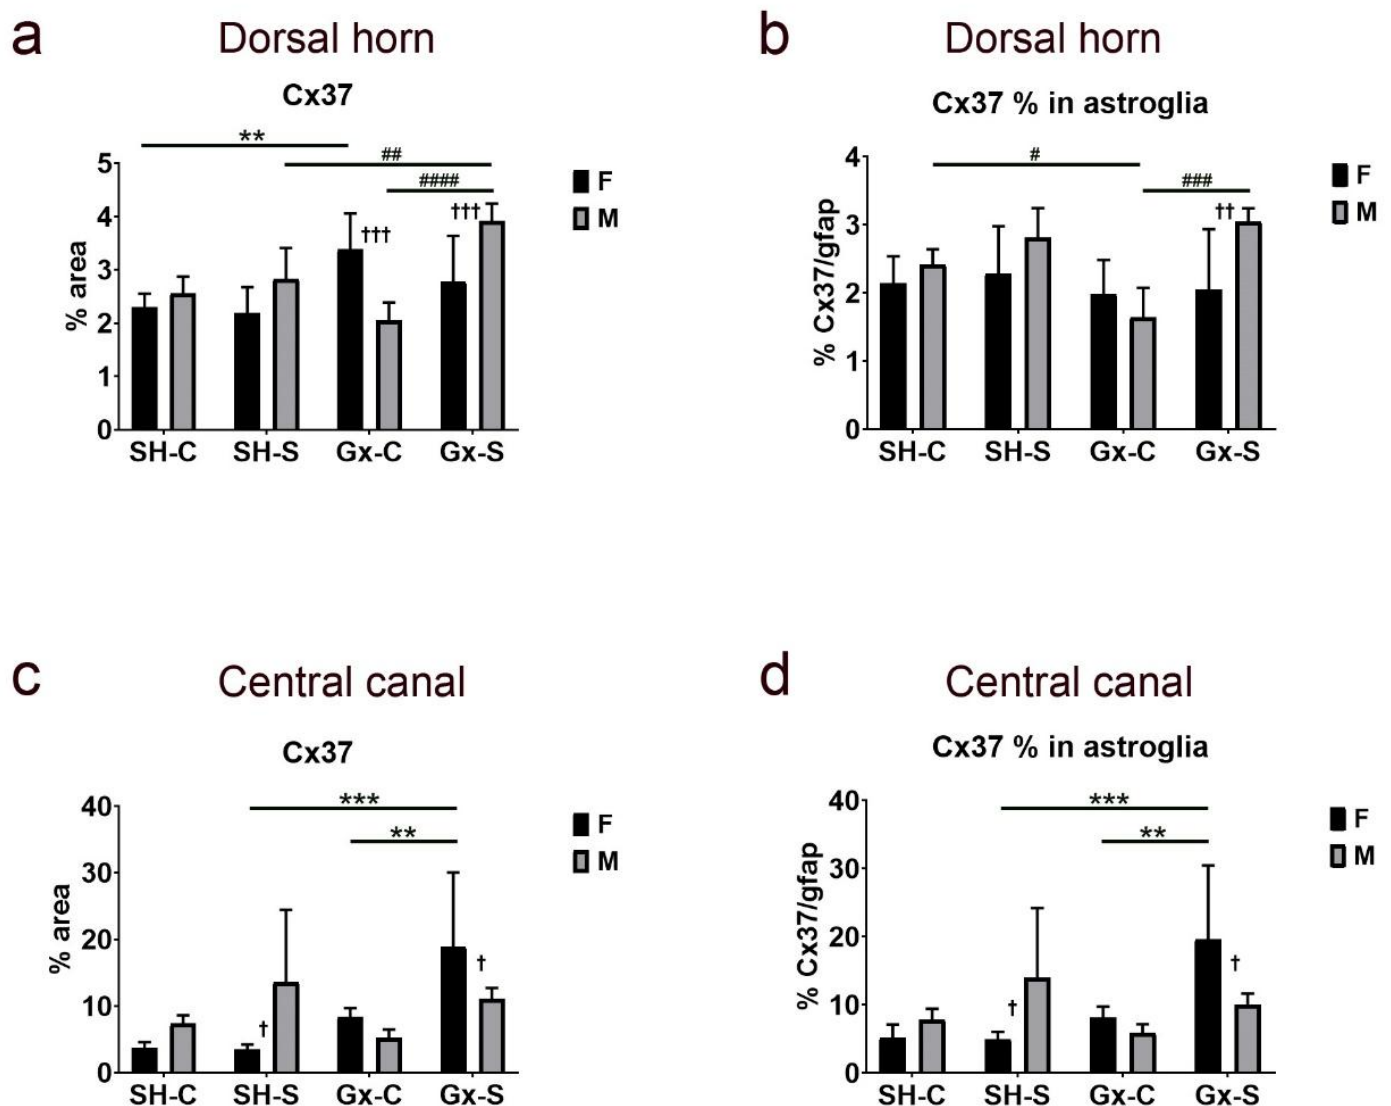 a
Dorsal horn
Cx37
**
##
####
†††
†††
% area
5
4
3
2
1
0
SH-C SH-S Gx-C Gx-S
F
M
b
Dorsal horn
Cx37 % in astroglia
#
###
††
% Cx37/gfap
4
3
2
1
0
SH-C SH-S Gx-C Gx-S
F
M
c
Central canal
Cx37
***
**
†
†
% area
40
30
20
10
0
SH-C SH-S Gx-C Gx-S
F
M
d
Central canal
Cx37 % in astroglia
***
**
†
†
% Cx37/gfap
40
30
20
10
0
SH-C SH-S Gx-C Gx-S
F
M